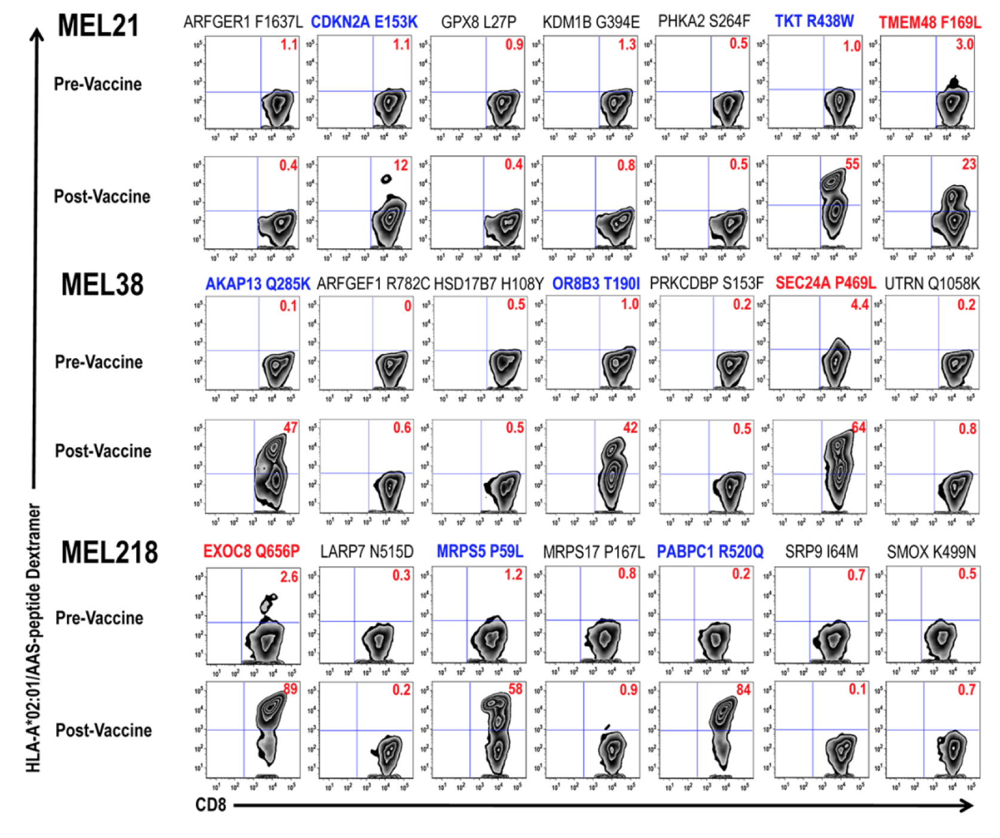 MEL21
ARFGER1 F1637L CDKN2A E153K GPX8 L27P KDM1B G394E PHKA2 S264F TKT R438W TMEM48 F169L
Pre-Vaccine
1.1 1.1 0.9 1.3 0.5 1.0 3.0
Post-Vaccine
0.4 12 0.4 0.8 0.5 55 23
MEL38
AKAP13 Q285K ARFGEF1 R782C HSD17B7 H108Y OR8B3 T190I PRKCDBP S153F SEC24A P469L UTRN Q1058K
Pre-Vaccine
0.1 0 0.5 1.0 0.2 4.4 0.2
Post-Vaccine
47 0.6 0.5 42 0.5 64 0.8
MEL218
EXOC8 Q656P LARP7 N515D MRPS5 P59L MRPS17 P167L PABPC1 R520Q SRP9 I64M SMOX K499N
Pre-Vaccine
2.6 0.3 1.2 0.8 0.2 0.7 0.5
Post-Vaccine
89 0.2 58 0.9 84 0.1 0.7
HLA-A*02:01/AAS-peptide Dextramer
CD8